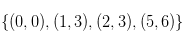 {(0, 0), (1, 3), (2, 3), (5, 6)}